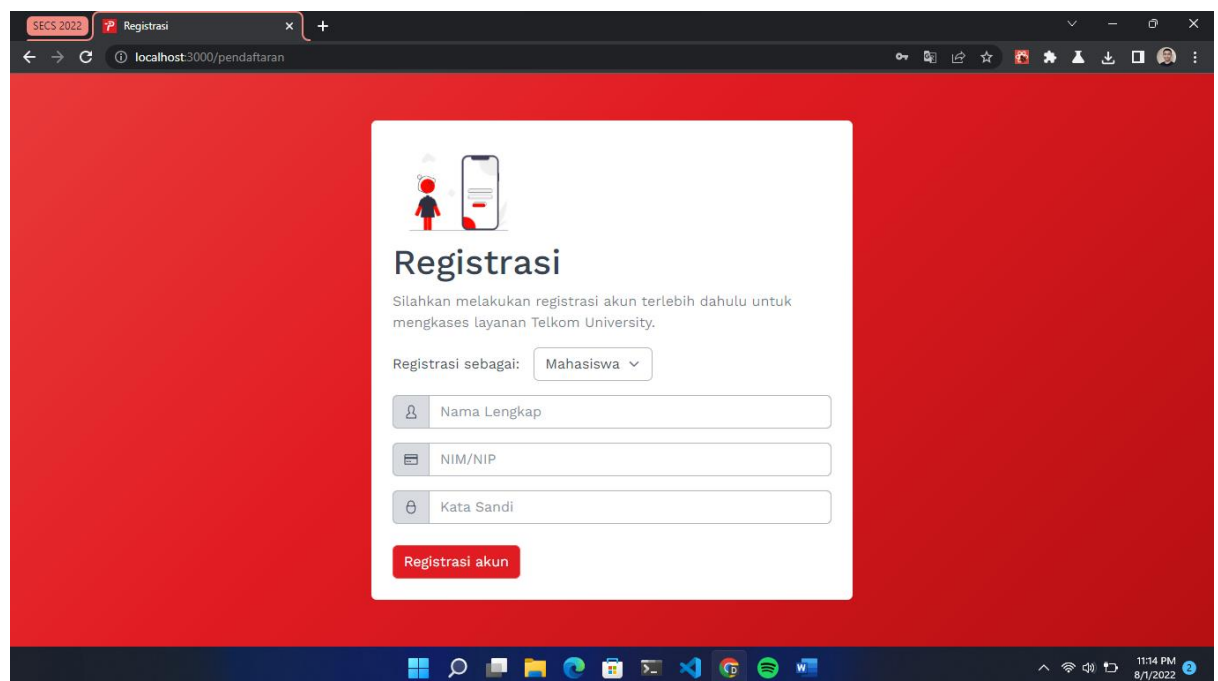 SECS 2022 Registrasi
localhost:3000/pendaftaran
Registrasi
Silahkan melakukan registrasi akun terlebih dahulu untuk
mengkases layanan Telkom University.
Registrasi sebagai: Mahasiswa
Nama Lengkap
NIM/NIP
Kata Sandi
Registrasi akun
11:14 PM
8/1/2022
2